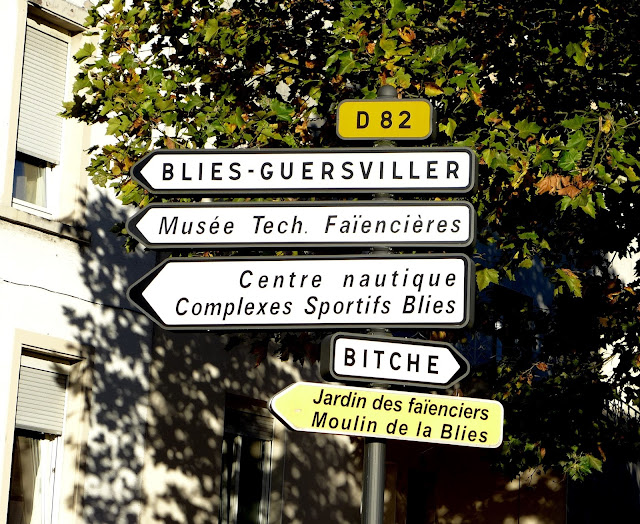 D 82
BLIES-GUERSVILLER
Musée Tech. Faïencières
Centre nautique
Complexes Sportifs Blies
BITCHE
Jardin des faïenciers
Moulin de la Blies